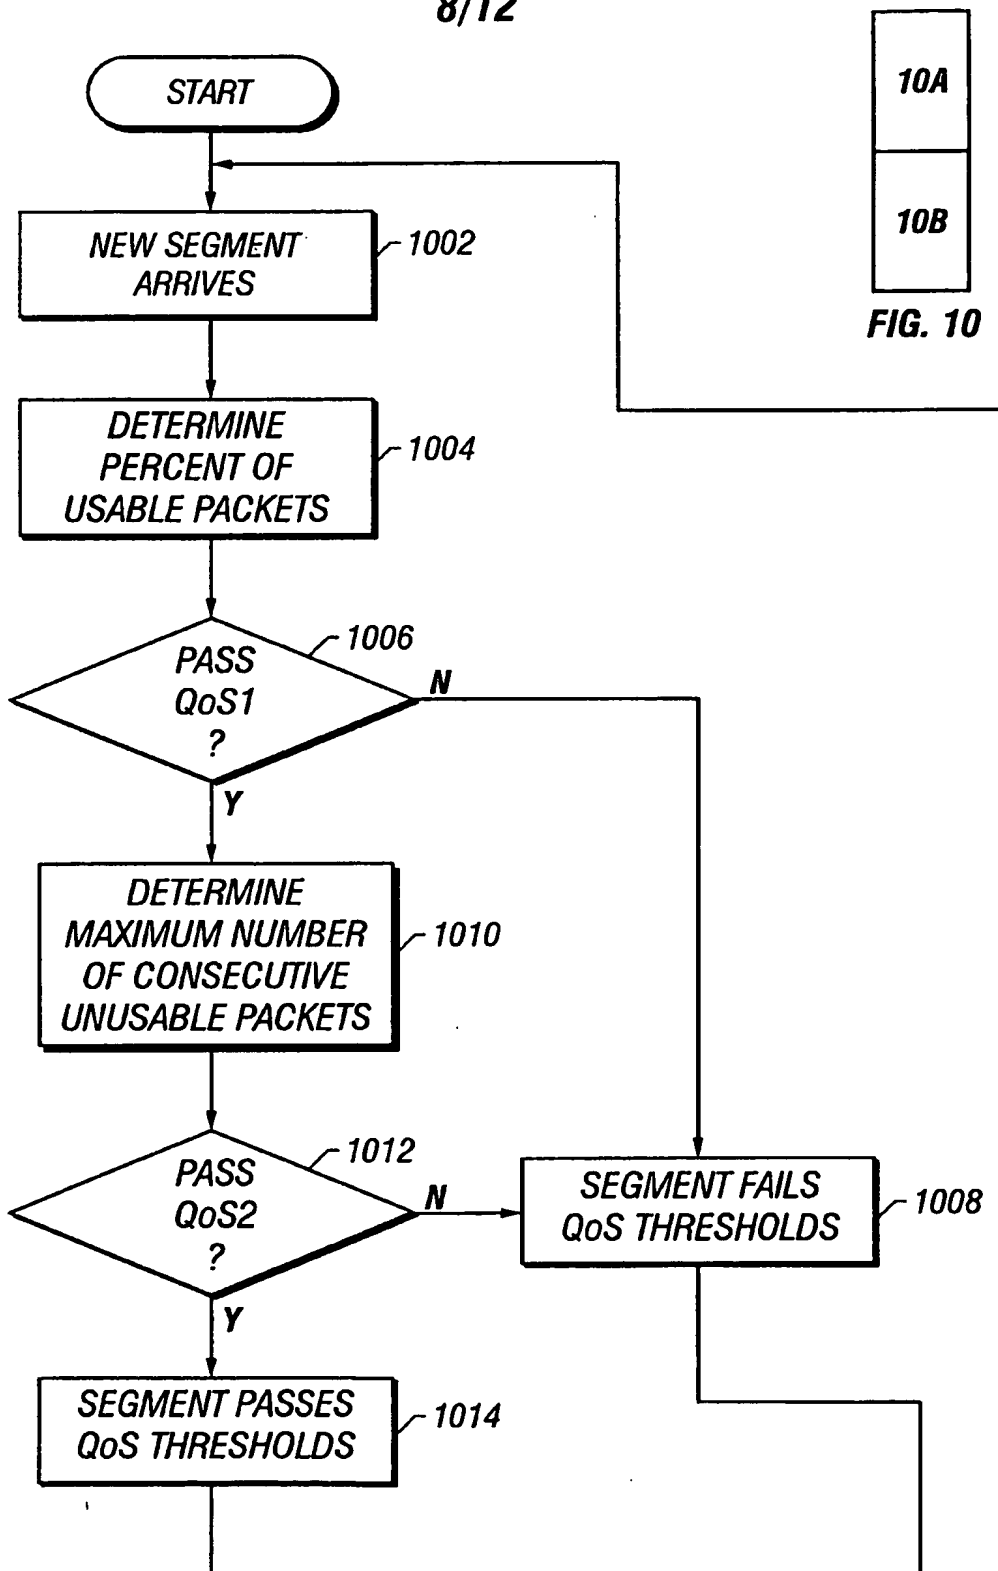 8/12
10A
10B
FIG. 10
START
NEW SEGMENT
ARRIVES
1002
DETERMINE
PERCENT OF
USABLE PACKETS
1004
PASS
QoS1
?
1006
N
Y
DETERMINE
MAXIMUM NUMBER
OF CONSECUTIVE
UNUSABLE PACKETS
1010
PASS
QoS2
?
1012
N
Y
SEGMENT FAILS
QoS THRESHOLDS
1008
SEGMENT PASSES
QoS THRESHOLDS
1014